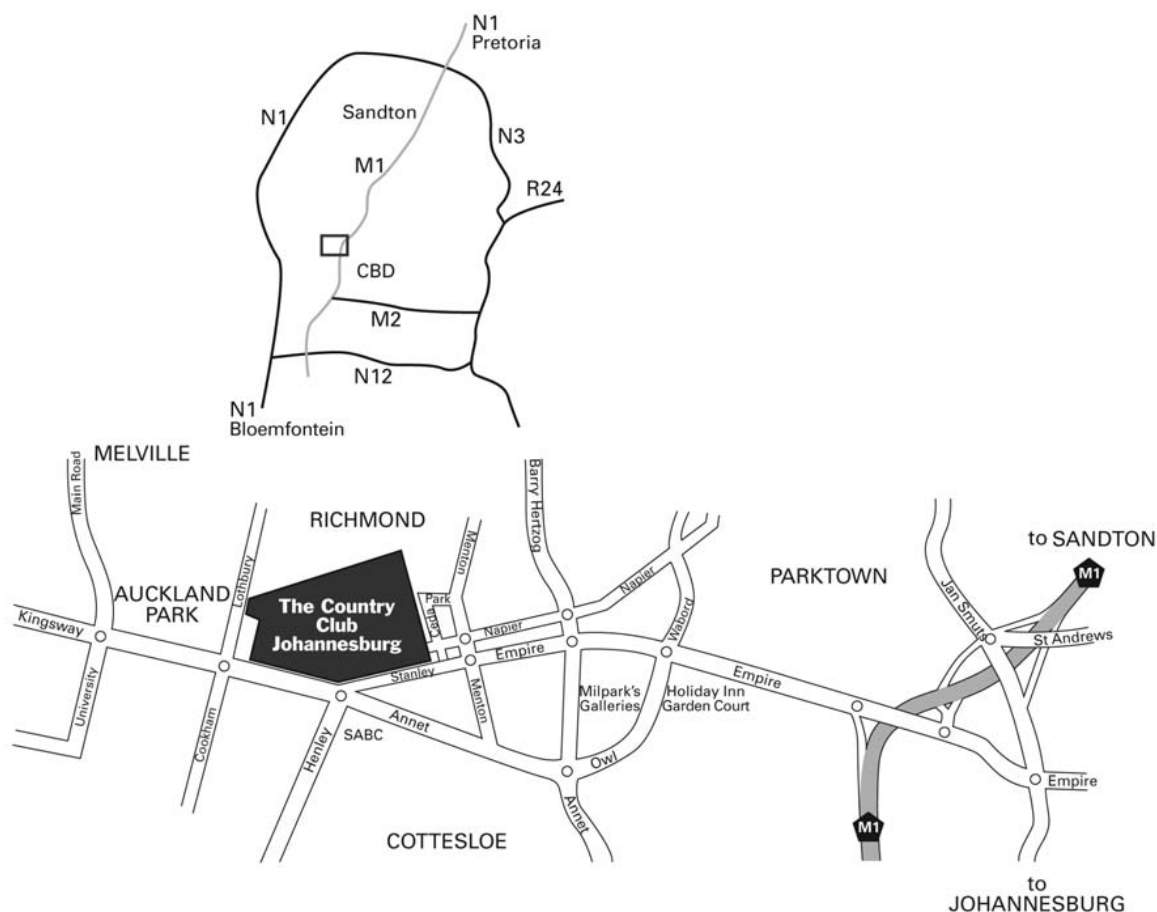 N1
Pretoria
N1
Sandton
N3
M1
R24
CBD
M2
N12
N1
Bloemfontein
MELVILLE
Main Road
RICHMOND
Barry Hertzog
Menton
Lothbury
AUCKLAND
PARK
The Country
Club
Johannesburg
Park
Napier
Napier
Wabord
PARKTOWN
Jan Smuts
to SANDTON
M1
St Andrews
Kingsway
University
Cookham
Stanley
Empire
Menton
Henley
SABC
Annet
Milpark's
Galleries
Holiday Inn
Garden Court
Empire
Owl
Annet
Empire
M1
COTTESLOE
to
JOHANNESBURG